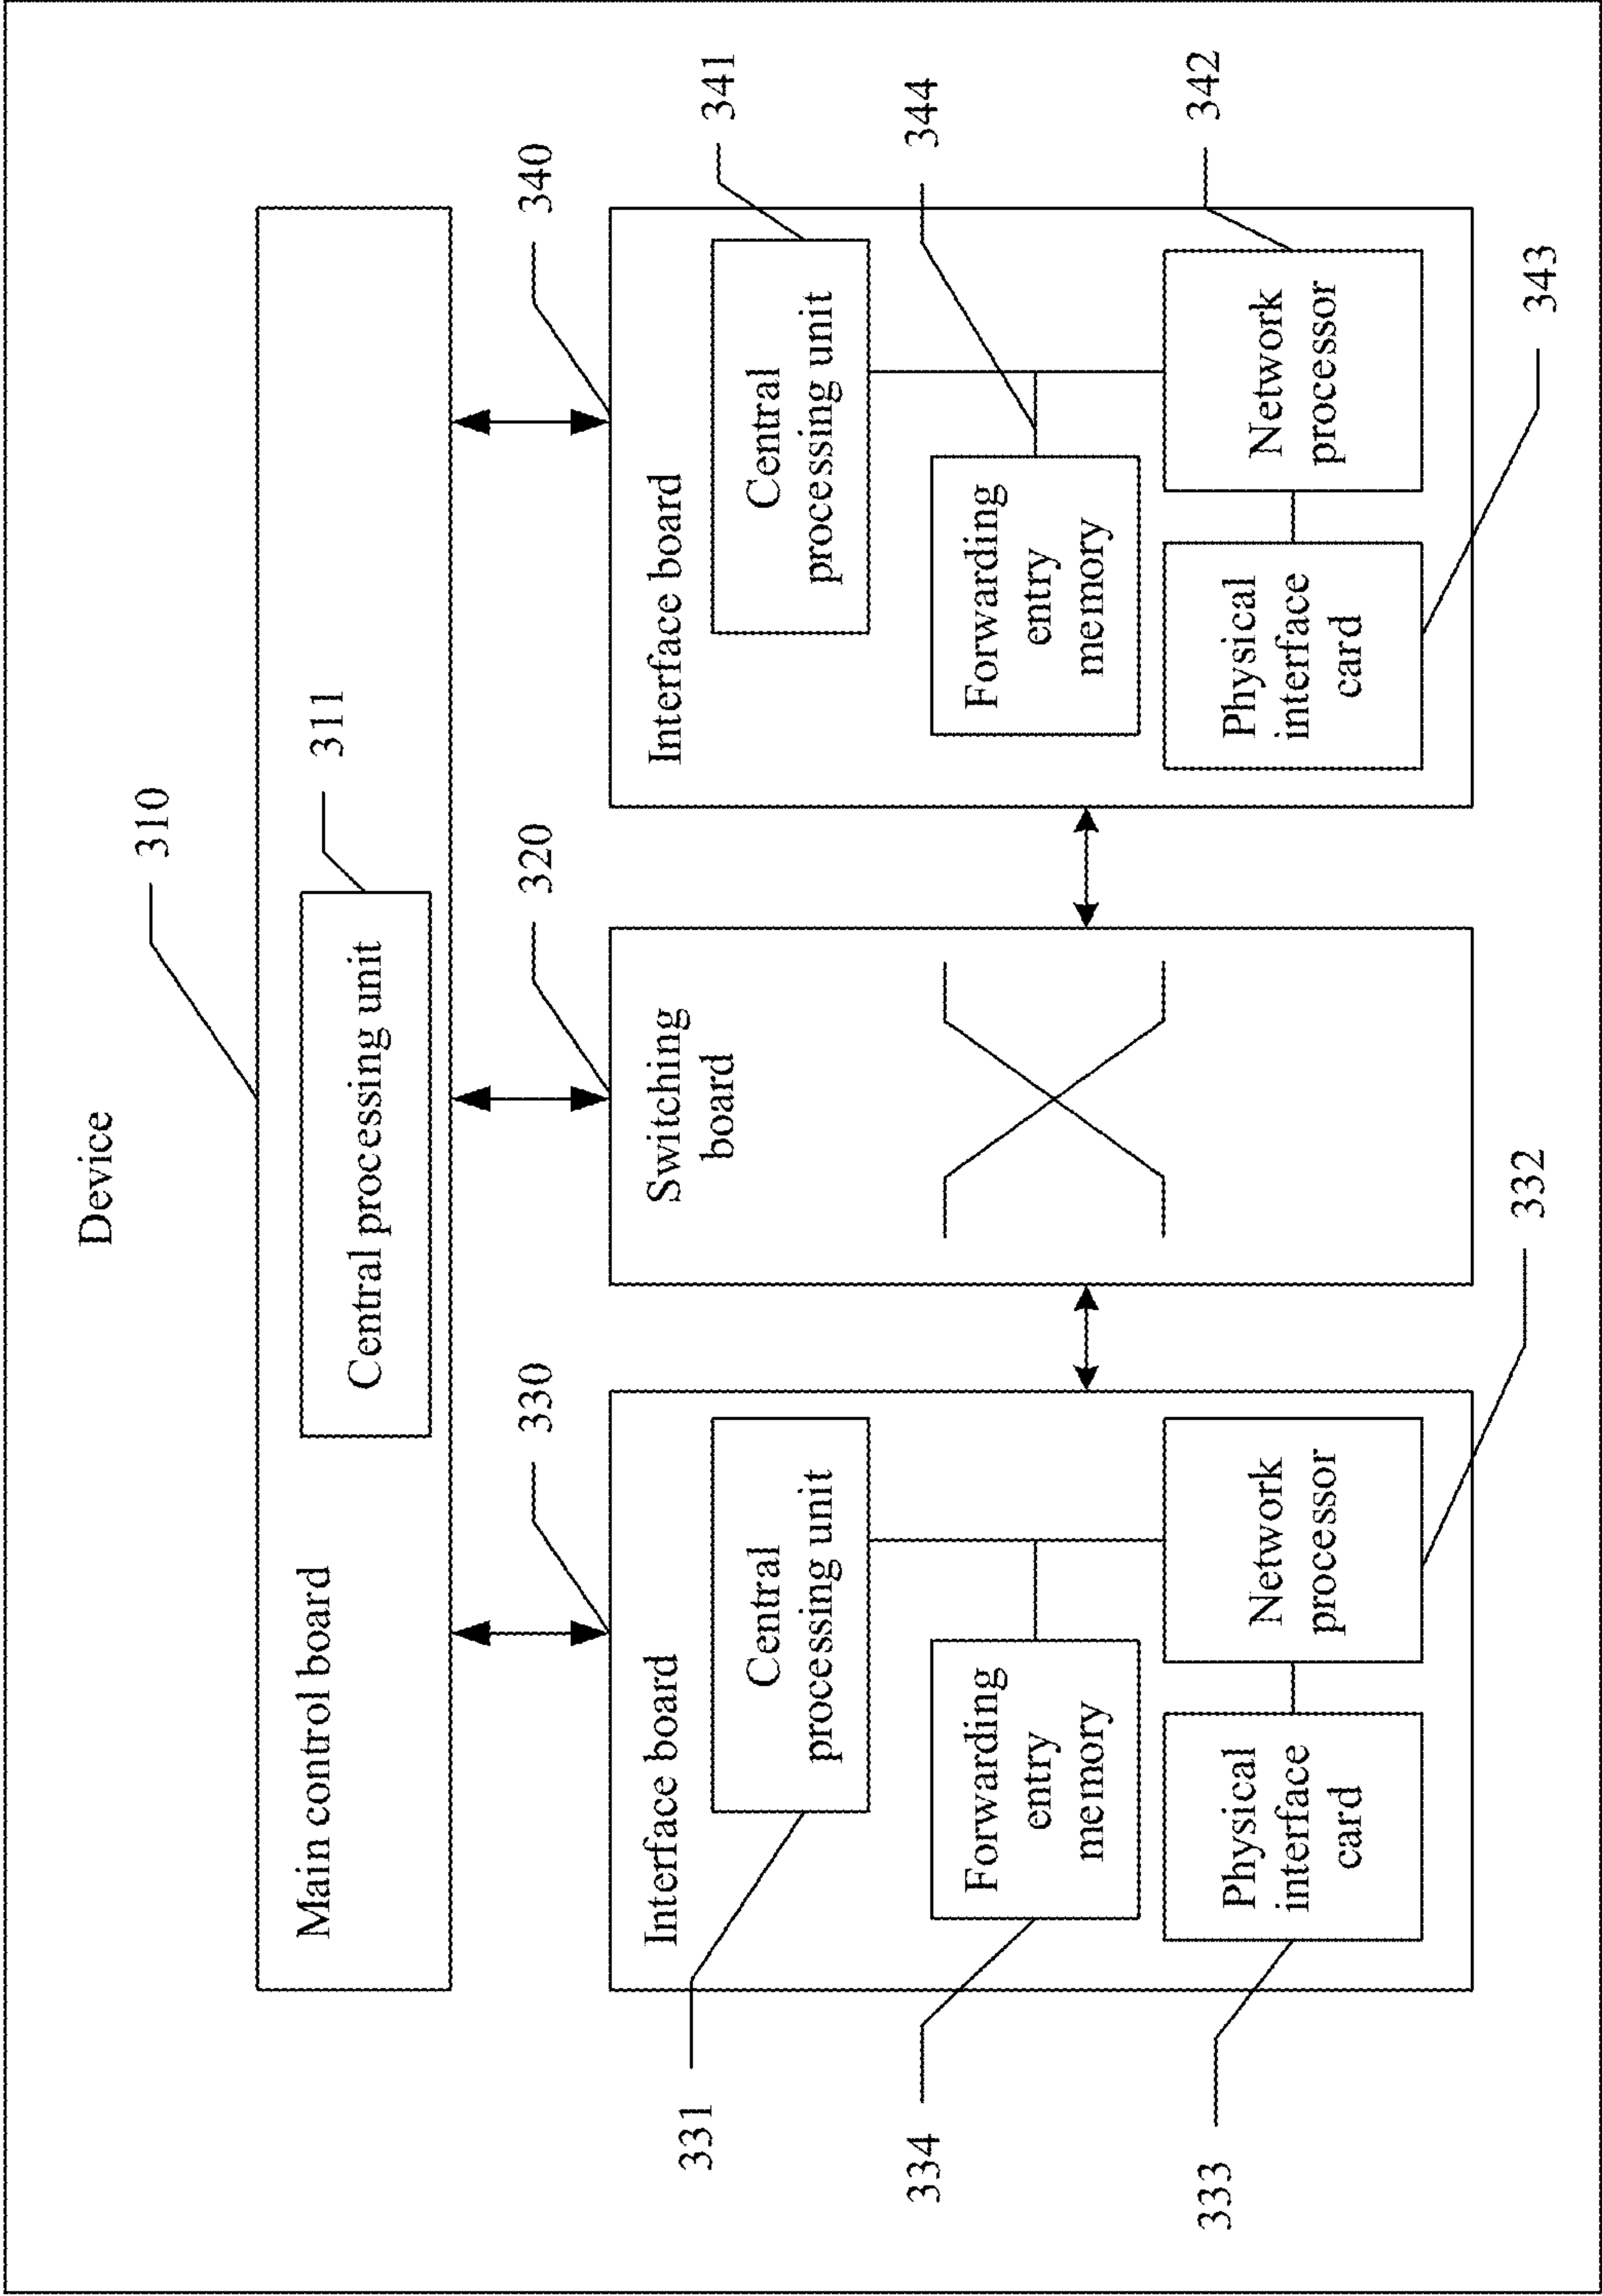 Device
310
Main control board
311
Central processing unit
330
320
340
Interface board
331
Central
processing unit
334
Forwarding
entry
memory
333
Physical
interface
card
Network
processor
332
Switching
board
Interface board
341
Central
processing unit
344
Forwarding
entry
memory
Physical
interface
card
343
Network
processor
342